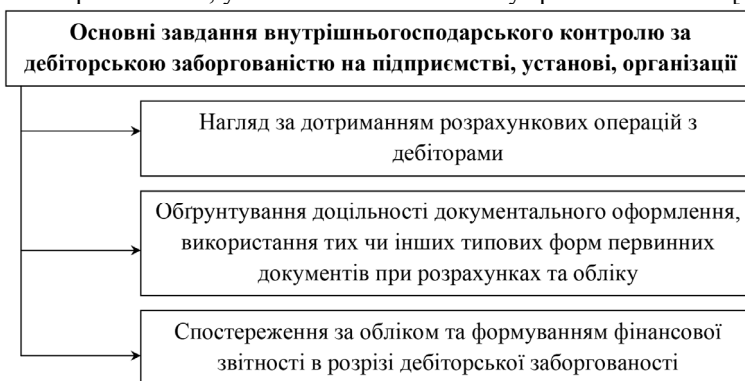 Основні завдання внутрішньогосподарського контролю за
дебіторською заборгованістю на підприємстві, установі, організації
Нагляд за дотриманням розрахункових операцій з
дебіторами
Обґрунтування доцільності документального оформлення,
використання тих чи інших типових форм первинних
документів при розрахунках та обліку
Спостереження за обліком та формуванням фінансової
звітності в розрізі дебіторської заборгованості